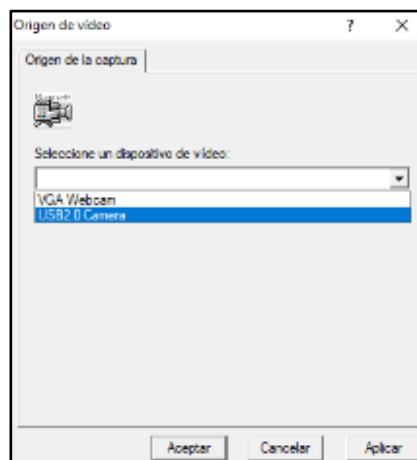 Origen de vídeo ? X
Origen de la captura
Seleccione un dispositivo de vídeo:
VGA Webcam
USB2.0 Camera
Aceptar Cancelar Aplicar